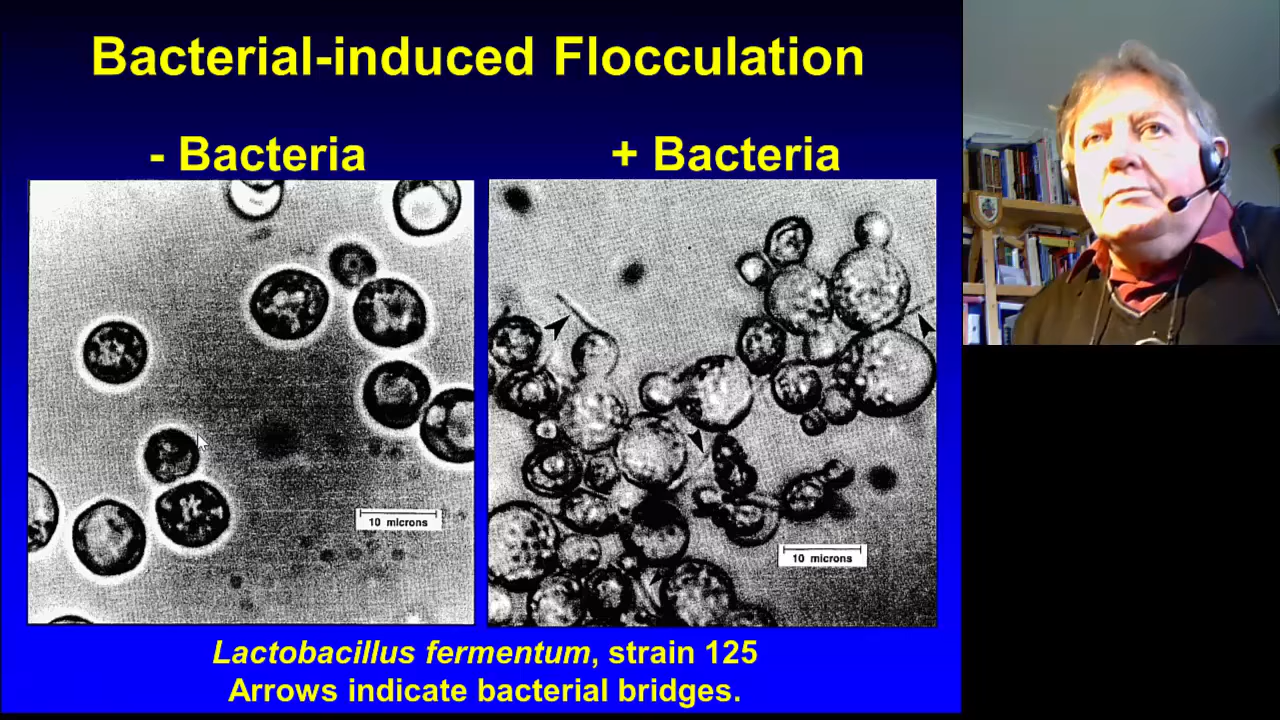 Bacterial-induced Flocculation
- Bacteria
+ Bacteria
10 microns
10 microns
Lactobacillus fermentum, strain 125
Arrows indicate bacterial bridges.